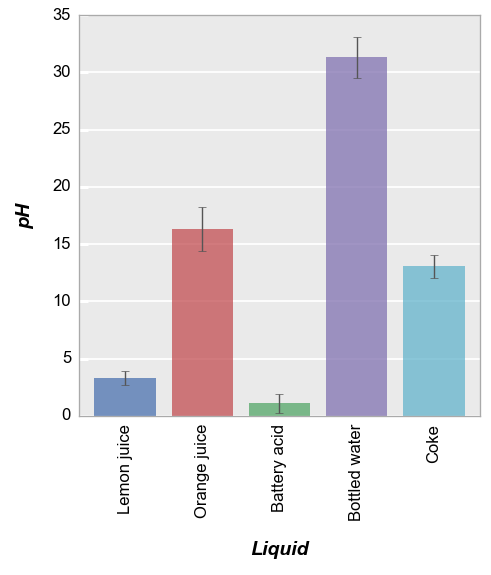 35
30
25
20
15
10
5
0
pH
Lemon juice
Orange juice
Battery acid
Bottled water
Coke
Liquid